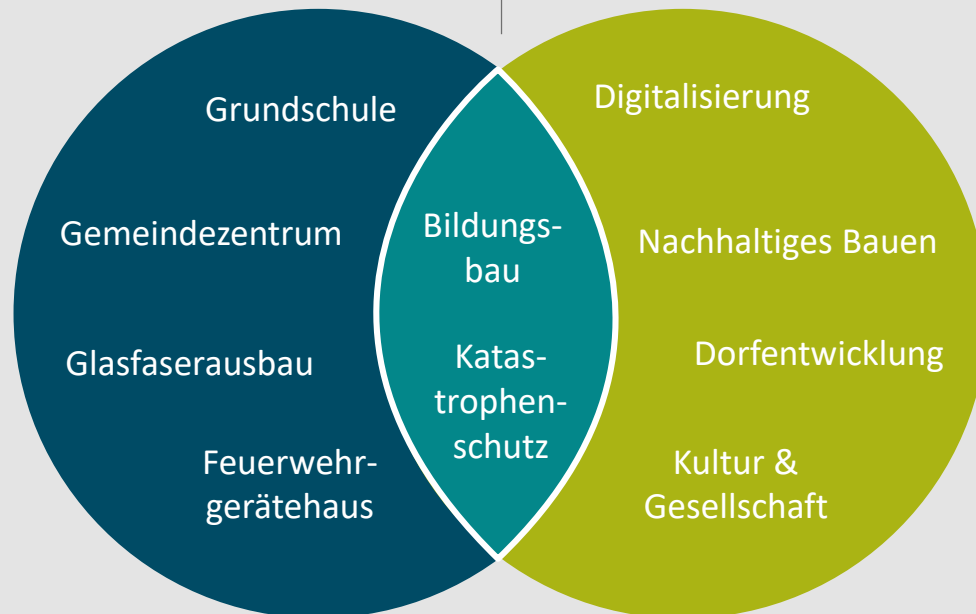 Grundschule
Gemeindezentrum
Glasfaserausbau
Feuerwehr-
gerätehaus
Bildungs-
bau
Katas-
trophen-
schutz
Digitalisierung
Nachhaltiges Bauen
Dorfentwicklung
Kultur &
Gesellschaft